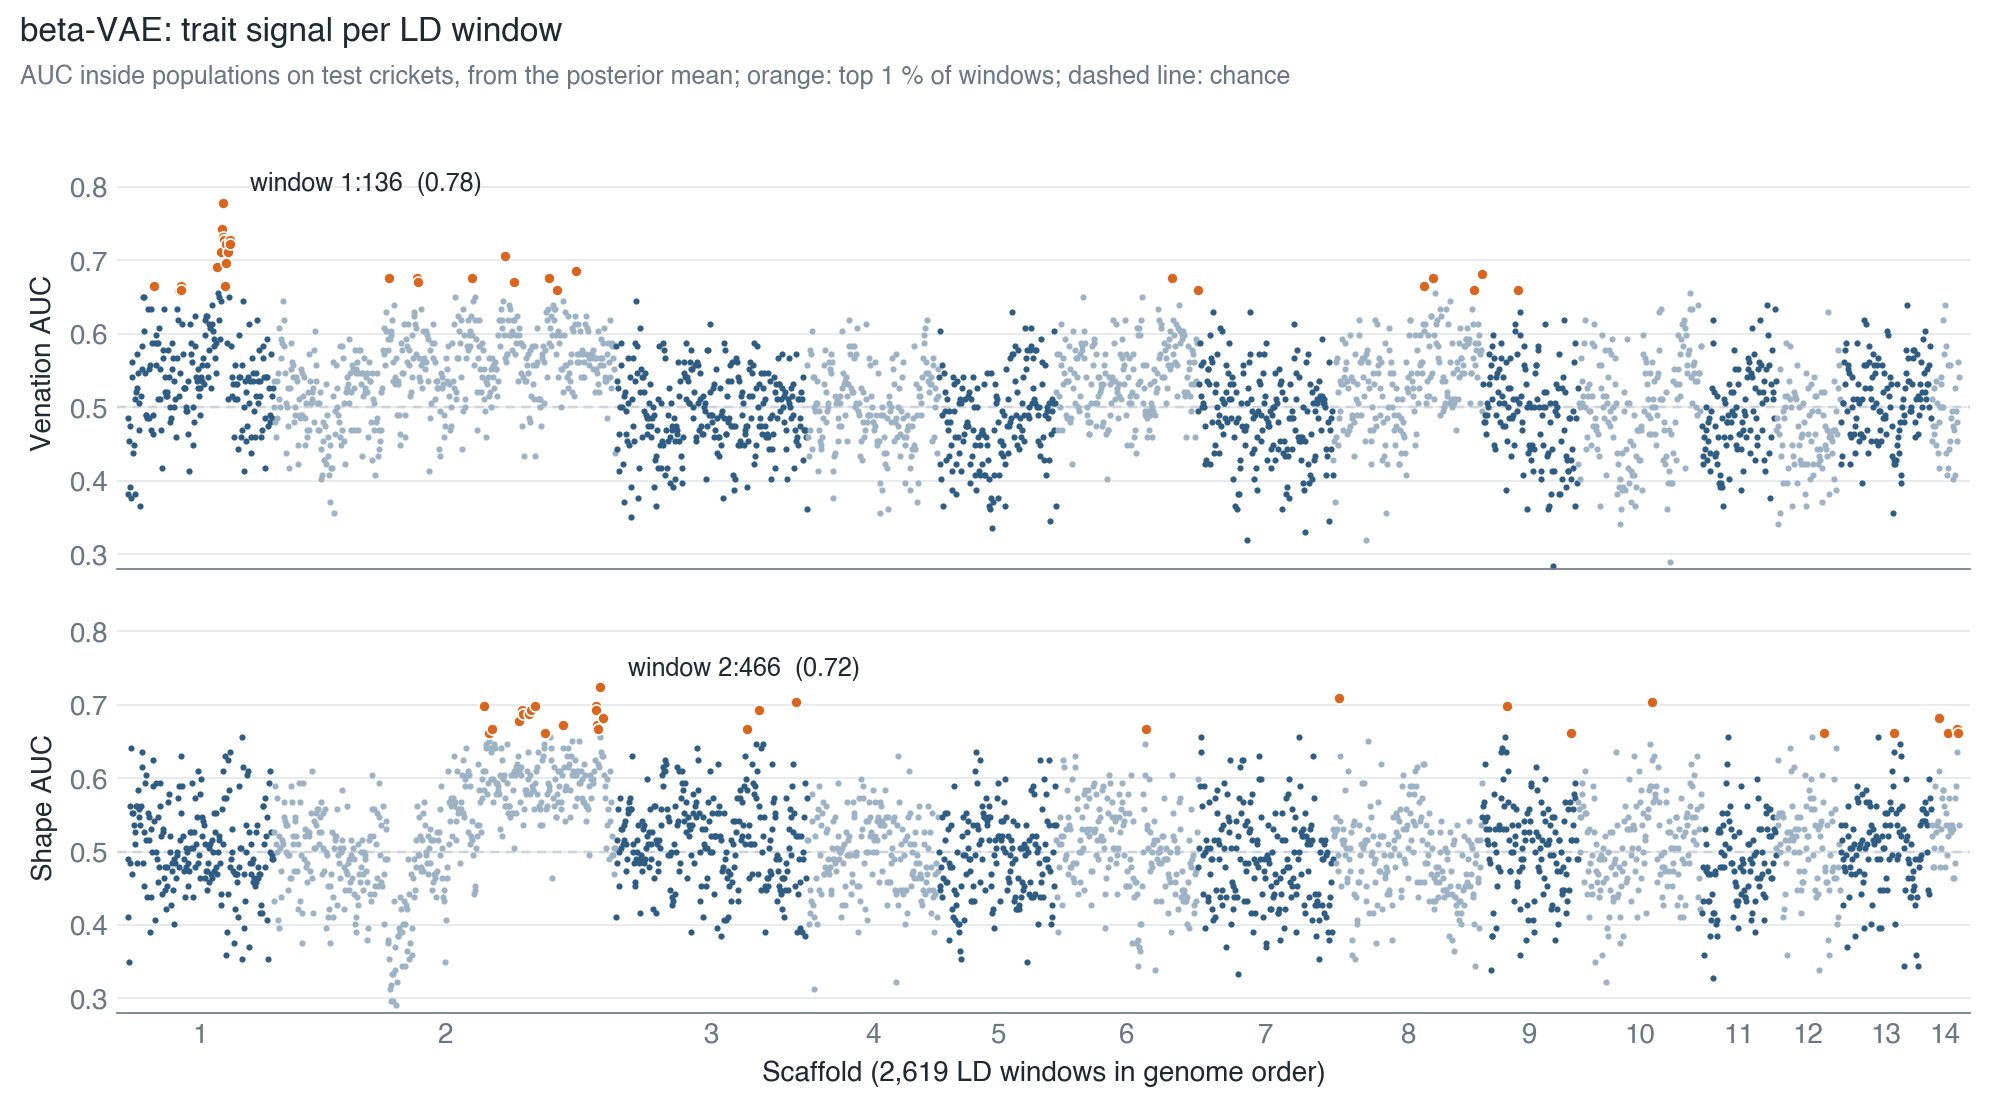 beta-VAE: trait signal per LD window
AUC inside populations on test crickets, from the posterior mean; orange: top 1 % of windows; dashed line: chance
window 1:136 (0.78)
Venation AUC
0.8
0.7
0.6
0.5
0.4
0.3
window 2:466 (0.72)
Shape AUC
0.8
0.7
0.6
0.5
0.4
0.3
1 2 3 4 5 6 7 8 9 10 11 12 13 14
Scaffold (2,619 LD windows in genome order)